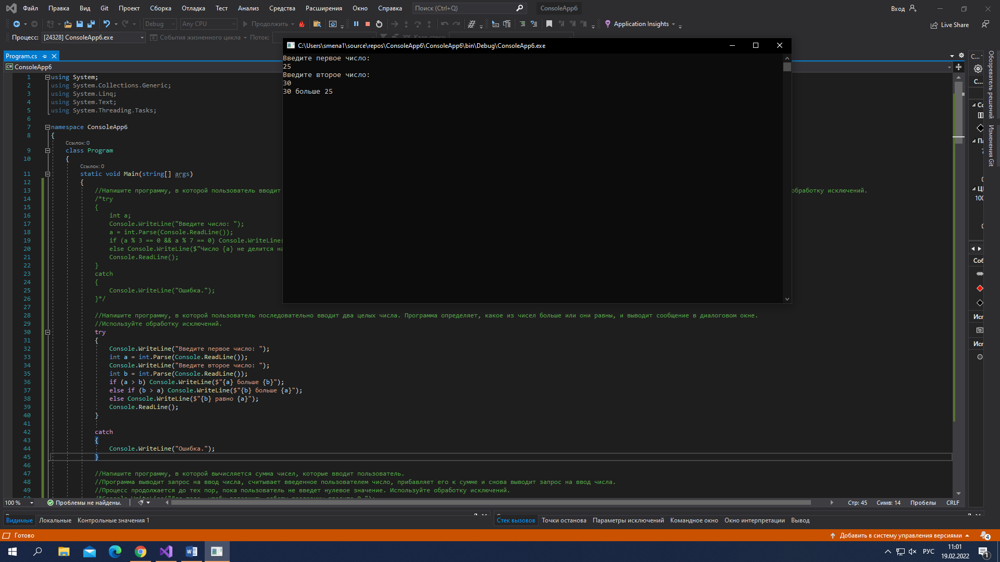 Файл Правка Вид Git Проект Сборка Отладка Тест Анализ Средства Расширения Окно Справка Поиск (Ctrl+Q) ConsoleApp6 Вход
Debug Any CPU Продолжить Application Insights Live Share
Процесс: [24328] ConsoleApp6.exe События жизненного цикла Поток:
C:\Users\smena1\source\repos\ConsoleApp6\ConsoleApp6\bin\Debug\ConsoleApp6.exe
Введите первое число:
25
Введите второе число:
30
30 больше 25
Program.cs
ConsoleApp6
1 using System;
2 using System.Collections.Generic;
3 using System.Linq;
4 using System.Text;
5 using System.Threading.Tasks;
6
7 namespace ConsoleApp6
8 {
Ссылок: 0
9 class Program
10 {
Ссылок: 0
11 static void Main(string[] args)
12 {
13 //Напишите программу, в которой пользователь вводит обработку исключений.
14 /*try
15 {
16 int a;
17 Console.WriteLine("Введите число: ");
18 a = int.Parse(Console.ReadLine());
19 if (a % 3 == 0 && a % 7 == 0) Console.WriteLine(
20 else Console.WriteLine($"Число {a} не делится на
21 Console.ReadLine();
22 }
23 catch
24 {
25 Console.WriteLine("Ошибка.");
26 }*/
27
28 //Напишите программу, в которой пользователь последовательно вводит два целых числа. Программа определяет, какое из чисел больше или они равны, и выводит сообщение в диалоговом окне.
29 //Используйте обработку исключений.
30 try
31 {
32 Console.WriteLine("Введите первое число: ");
33 int a = int.Parse(Console.ReadLine());
34 Console.WriteLine("Введите второе число: ");
35 int b = int.Parse(Console.ReadLine());
36 if (a > b) Console.WriteLine($"{a} больше {b}");
37 else if (b > a) Console.WriteLine($"{b} больше {a}");
38 else Console.WriteLine($"{b} равно {a}");
39 Console.ReadLine();
40 }
41
42 catch
43 {
44 Console.WriteLine("Ошибка.");
45 }
46
47 //Напишите программу, в которой вычисляется сумма чисел, которые вводит пользователь.
48 //Программа выводит запрос на ввод числа, считывает введенное пользователем число, прибавляет его к сумме и снова выводит запрос на ввод числа.
49 //Процесс продолжается до тех пор, пока пользователь не введет нулевое значение. Используйте обработку исключений.
Обозреватель решений
Изменения Git
100 % Проблемы не найдены. Стр: 45 Симв: 14 Пробелы CRLF
Видимые Локальные Контрольные значения 1 Стек вызовов Точки останова Параметры исключений Командное окно Окно интерпретации Вывод
Готово Добавить в систему управления версиями 4
РУС 11:01
19.02.2022 1